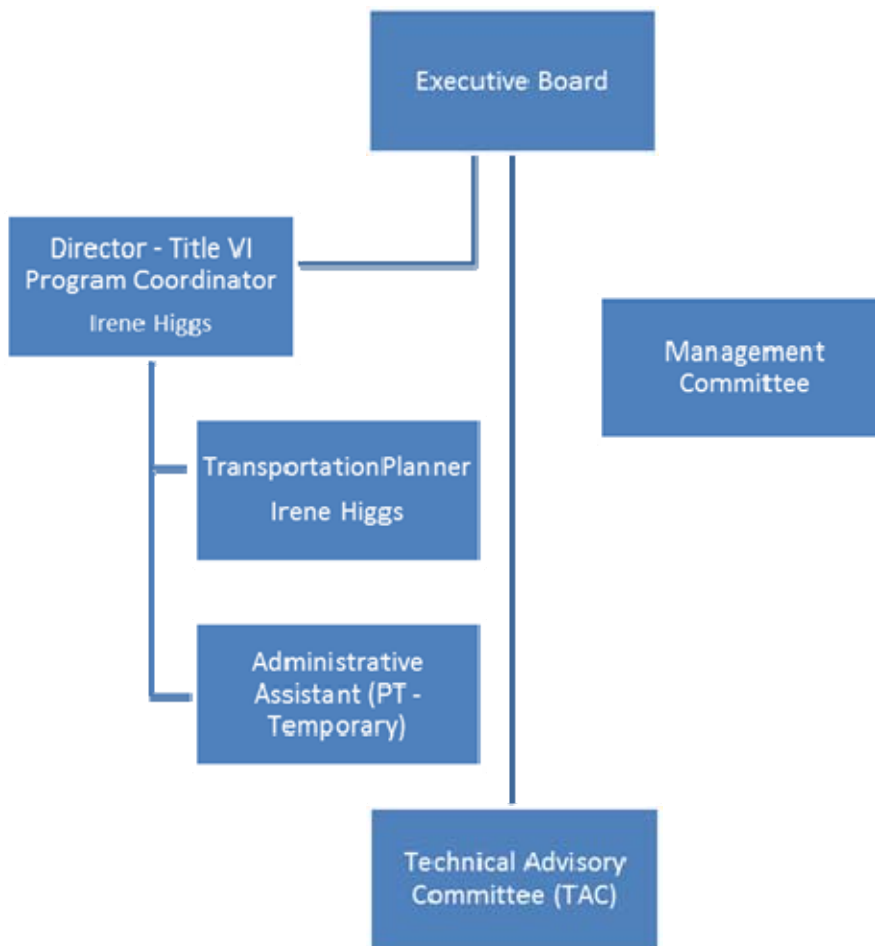 Executive Board
Director - Title VI
Program Coordinator
Irene Higgs
Management
Committee
TransportationPlanner
Irene Higgs
Administrative
Assistant (PT -
Temporary)
Technical Advisory
Committee (TAC)